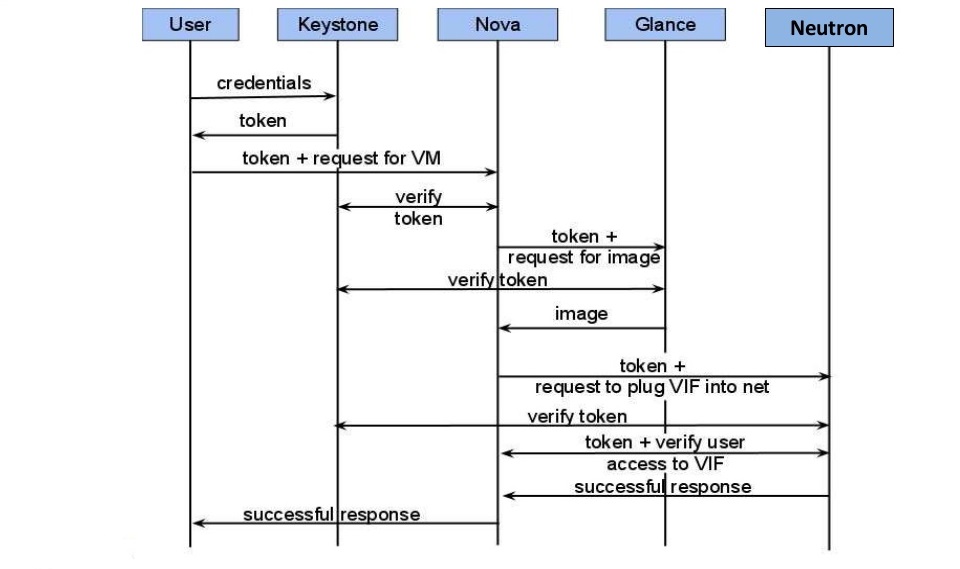 User
Keystone
Nova
Glance
Neutron
credentials
token
token + request for VM
verify
token
token +
request for image
verify token
image
token +
request to plug VIF into net
verify token
token + verify user
access to VIF
successful response
successful response